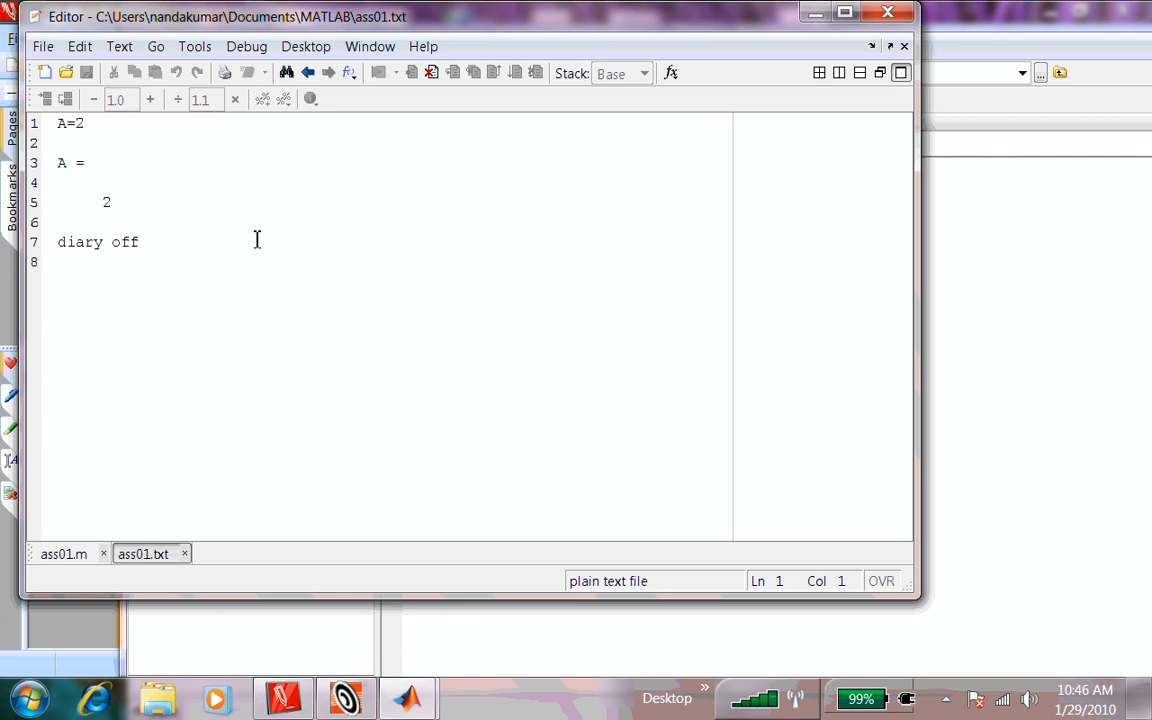 Editor - C:\Users\nandakumar\Documents\MATLAB\ass01.txt
File Edit Text Go Tools Debug Desktop Window Help
Stack: Base fx
− 1.0 + ÷ 1.1 ×
1 A=2
2
3 A =
4
5 2
6
7 diary off
8
Pages
Bookmarks
ass01.m × ass01.txt ×
plain text file Ln 1 Col 1 OVR
Desktop » 99% 10:46 AM
1/29/2010